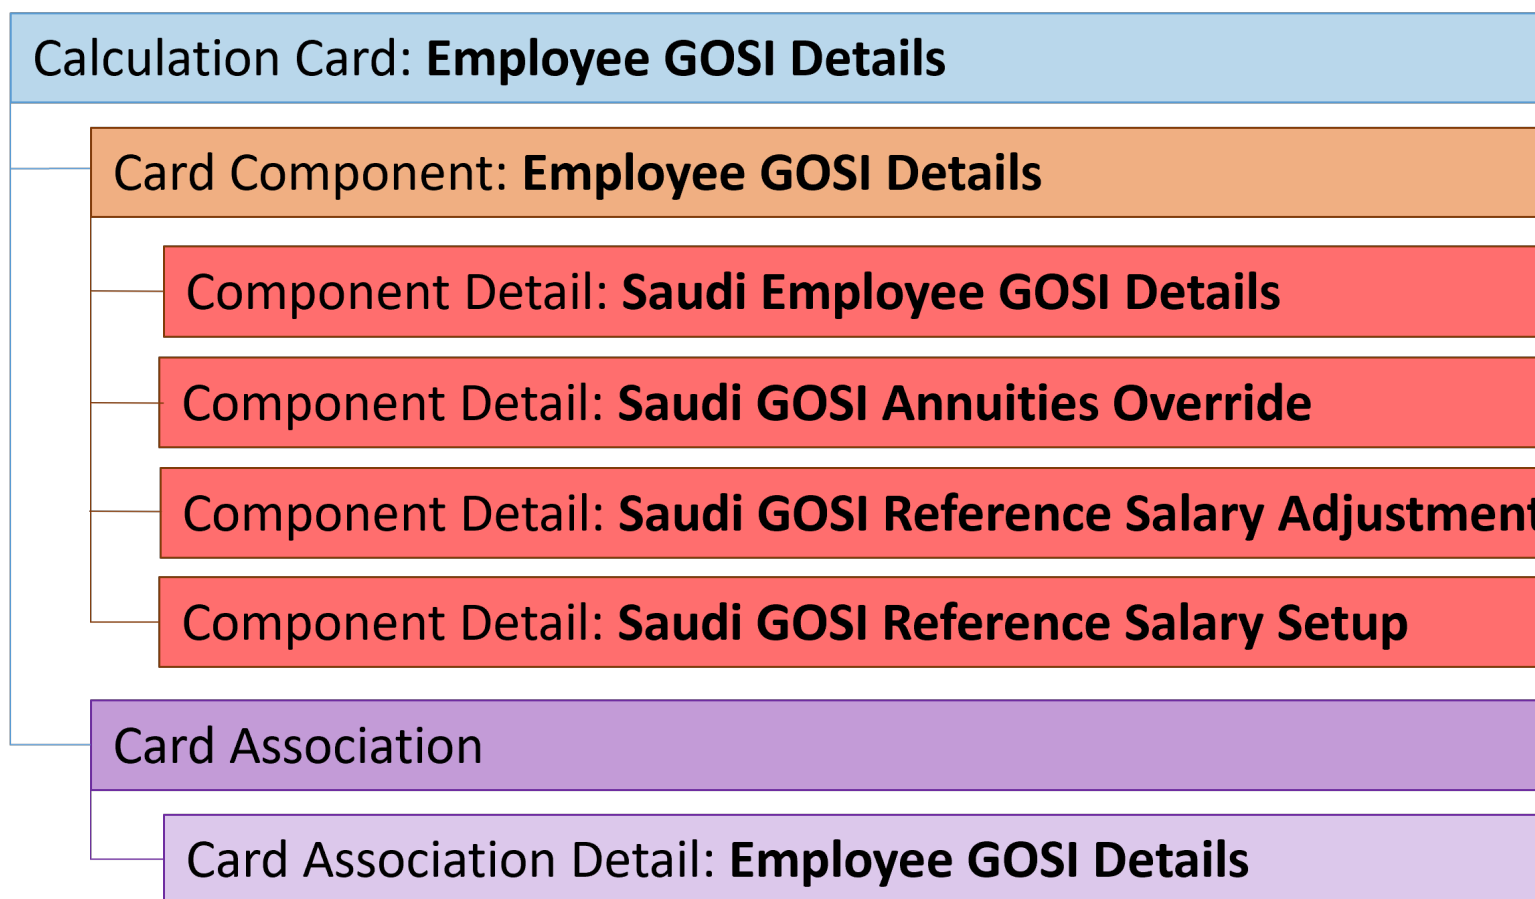 Calculation Card: Employee GOSI Details
Card Component: Employee GOSI Details
Component Detail: Saudi Employee GOSI Details
Component Detail: Saudi GOSI Annuities Override
Component Detail: Saudi GOSI Reference Salary Adjustment
Component Detail: Saudi GOSI Reference Salary Setup
Card Association
Card Association Detail: Employee GOSI Details